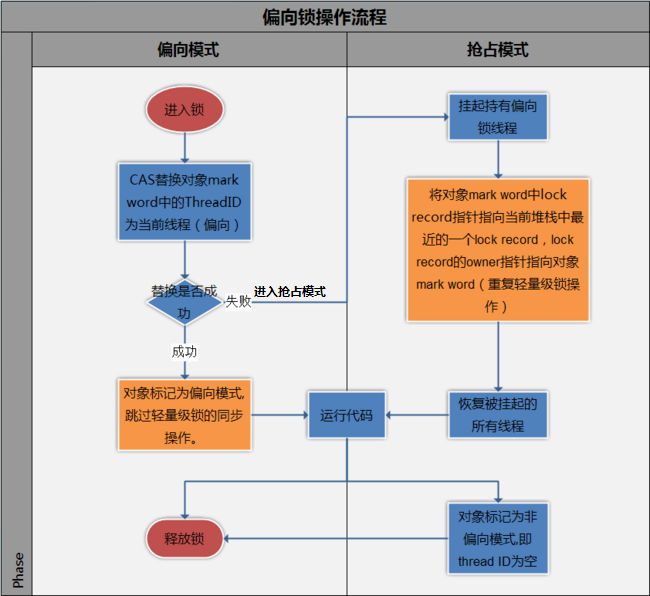 偏向锁操作流程
偏向模式
抢占模式
进入锁
CAS替换对象mark
word中的ThreadID
为当前线程（偏向）
替换是否成
功
失败
进入抢占模式
成功
对象标记为偏向模式,
跳过轻量级锁的同步
操作。
挂起持有偏向
锁线程
将对象mark word中lock
record指针指向当前堆栈中最
近的一个lock record，lock
record的owner指针指向对象
mark word（重复轻量级锁操
作）
恢复被挂起的
所有线程
运行代码
释放锁
对象标记为非
偏向模式,即
thread ID为空
Phase